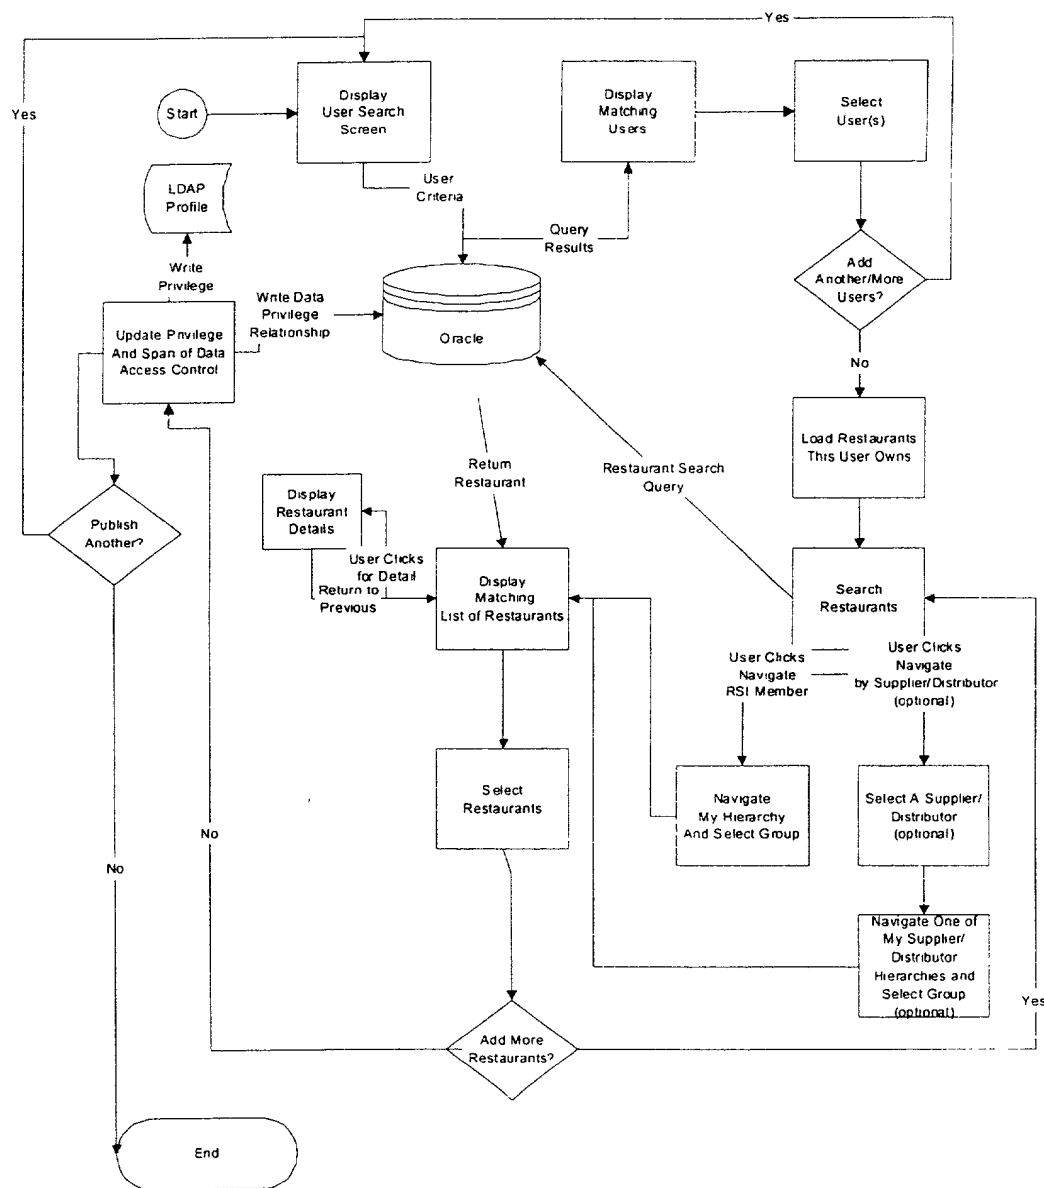 Yes
Yes
Start
Display
User Search
Screen
Display
Matching
Users
Select
User(s)
LDAP
Profile
User
Criteria
Query
Results
Add
Another/More
Users?
Write
Privilege
Write Data
Privilege
Relationship
Oracle
Update Privilege
And Span of Data
Access Control
No
Load Restaurants
This User Owns
Return
Restaurant
Restaurant Search
Query
Display
Restaurant
Details
Publish
Another?
User Clicks
for Detail
Return to
Previous
Display
Matching
List of Restaurants
Search
Restaurants
User Clicks
Navigate
RSI Member
User Clicks
Navigate
by Supplier/Distributor
(optional)
Select
Restaurants
Navigate
My Hierarchy
And Select Group
Select A Supplier/
Distributor
(optional)
No
No
Navigate One of
My Supplier/
Distributor
Hierarchies and
Select Group
(optional)
Yes
Add More
Restaurants?
End